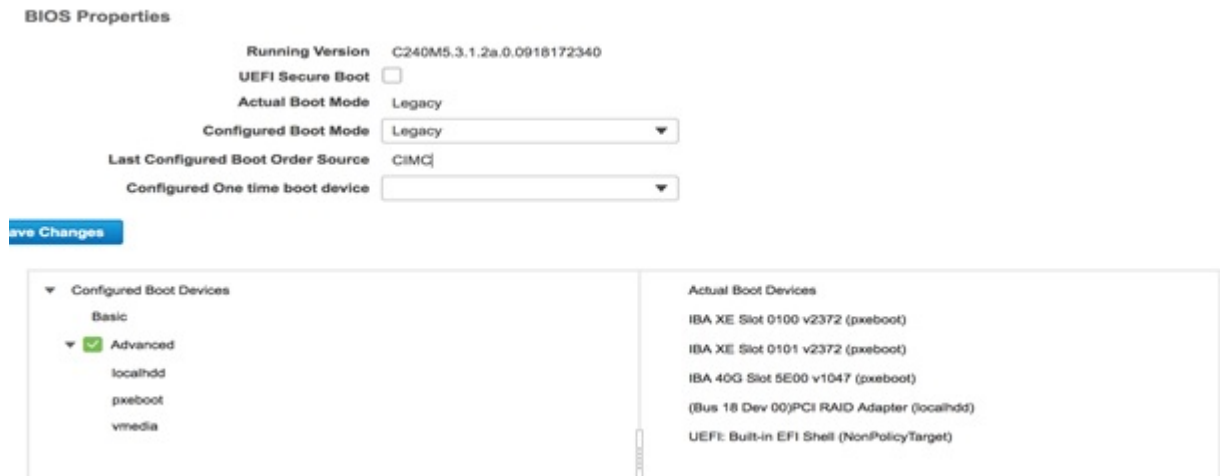 BIOS Properties
Running Version C240M5.3.1.2a.0.0918172340
UEFI Secure Boot
Actual Boot Mode Legacy
Configured Boot Mode Legacy
Last Configured Boot Order Source CIMC
Configured One time boot device
ave Changes
Configured Boot Devices
Basic
Advanced
localhdd
pxeboot
vmedia
Actual Boot Devices
IBA XE Slot 0100 v2372 (pxeboot)
IBA XE Slot 0101 v2372 (pxeboot)
IBA 40G Slot 5E00 v1047 (pxeboot)
(Bus 18 Dev 00)PCI RAID Adapter (localhdd)
UEFI: Built-in EFI Shell (NonPolicyTarget)